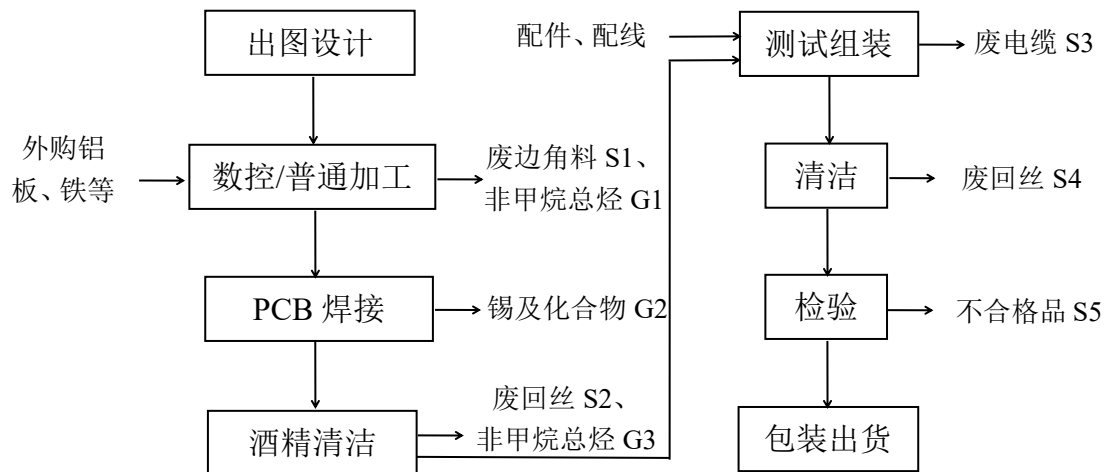 出图设计
外购铝
板、铁等
数控/普通加工
废边角料 S1、
非甲烷总烃 G1
PCB 焊接
锡及化合物 G2
酒精清洁
废回丝 S2、
非甲烷总烃 G3
配件、配线
测试组装
废电缆 S3
清洁
废回丝 S4
检验
不合格品 S5
包装出货